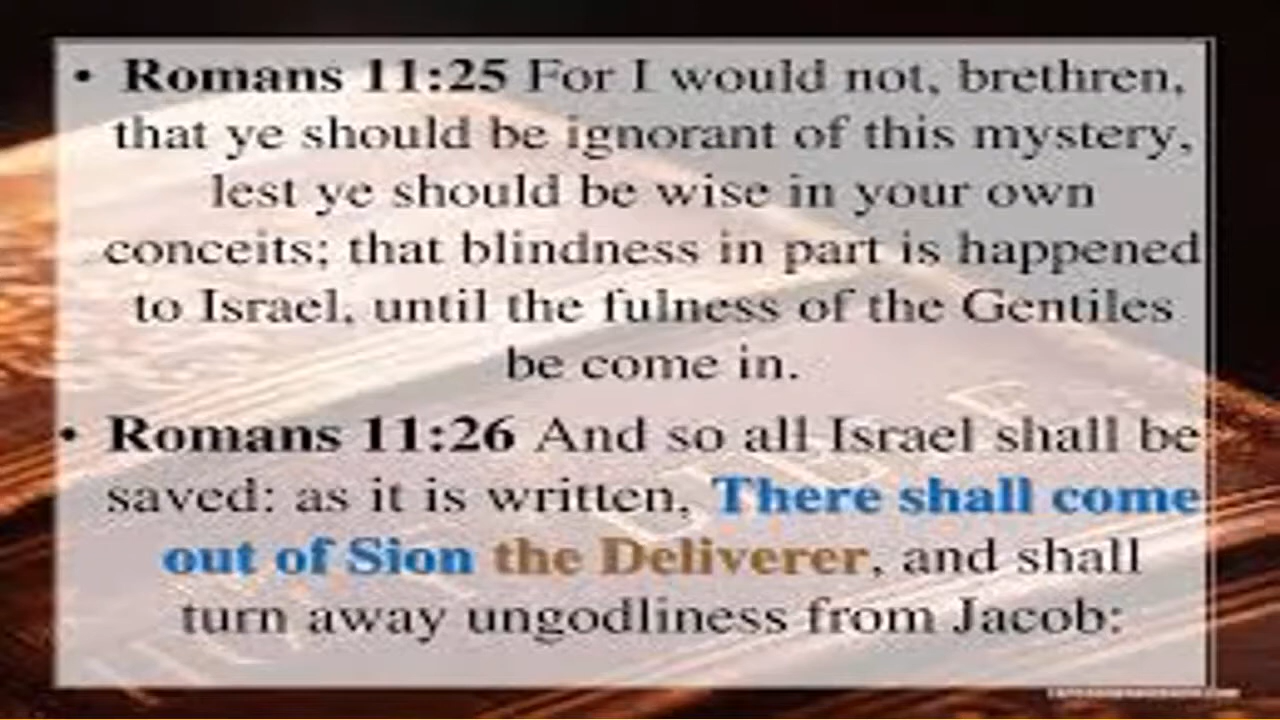 • Romans 11:25 For I would not, brethren,
that ye should be ignorant of this mystery,
lest ye should be wise in your own
conceits; that blindness in part is happened
to Israel, until the fulness of the Gentiles
be come in.
• Romans 11:26 And so all Israel shall be
saved: as it is written, There shall come
out of Sion the Deliverer, and shall
turn away ungodliness from Jacob: